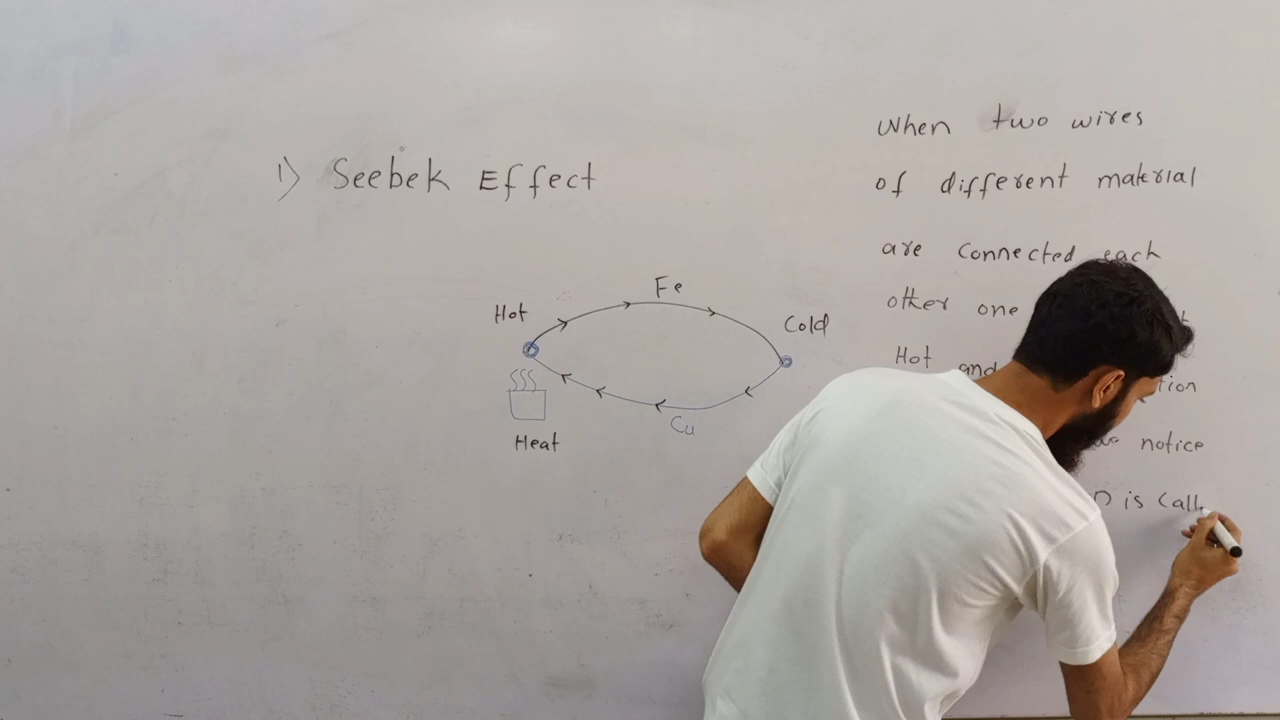 1) Seebek Effect
Fe
Hot
Cold
Cu
Heat
When two wires
of different material
are connected each
other one
Hot and
notice
is call